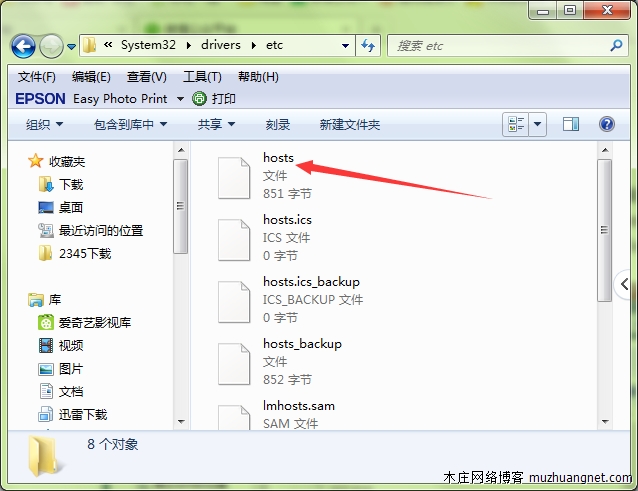 « System32 ▸ drivers ▸ etc
搜索 etc
文件(F) 编辑(E) 查看(V) 工具(T) 帮助(H)
EPSON Easy Photo Print 打印
组织 包含到库中 共享 刻录 新建文件夹
收藏夹
下载
桌面
最近访问的位置
2345下载
库
爱奇艺影视库
视频
图片
文档
迅雷下载
hosts
文件
851 字节
hosts.ics
ICS 文件
0 字节
hosts.ics_backup
ICS_BACKUP 文件
0 字节
hosts_backup
文件
852 字节
lmhosts.sam
SAM 文件
8 个对象
木庄网络博客 muzhuangnet.com